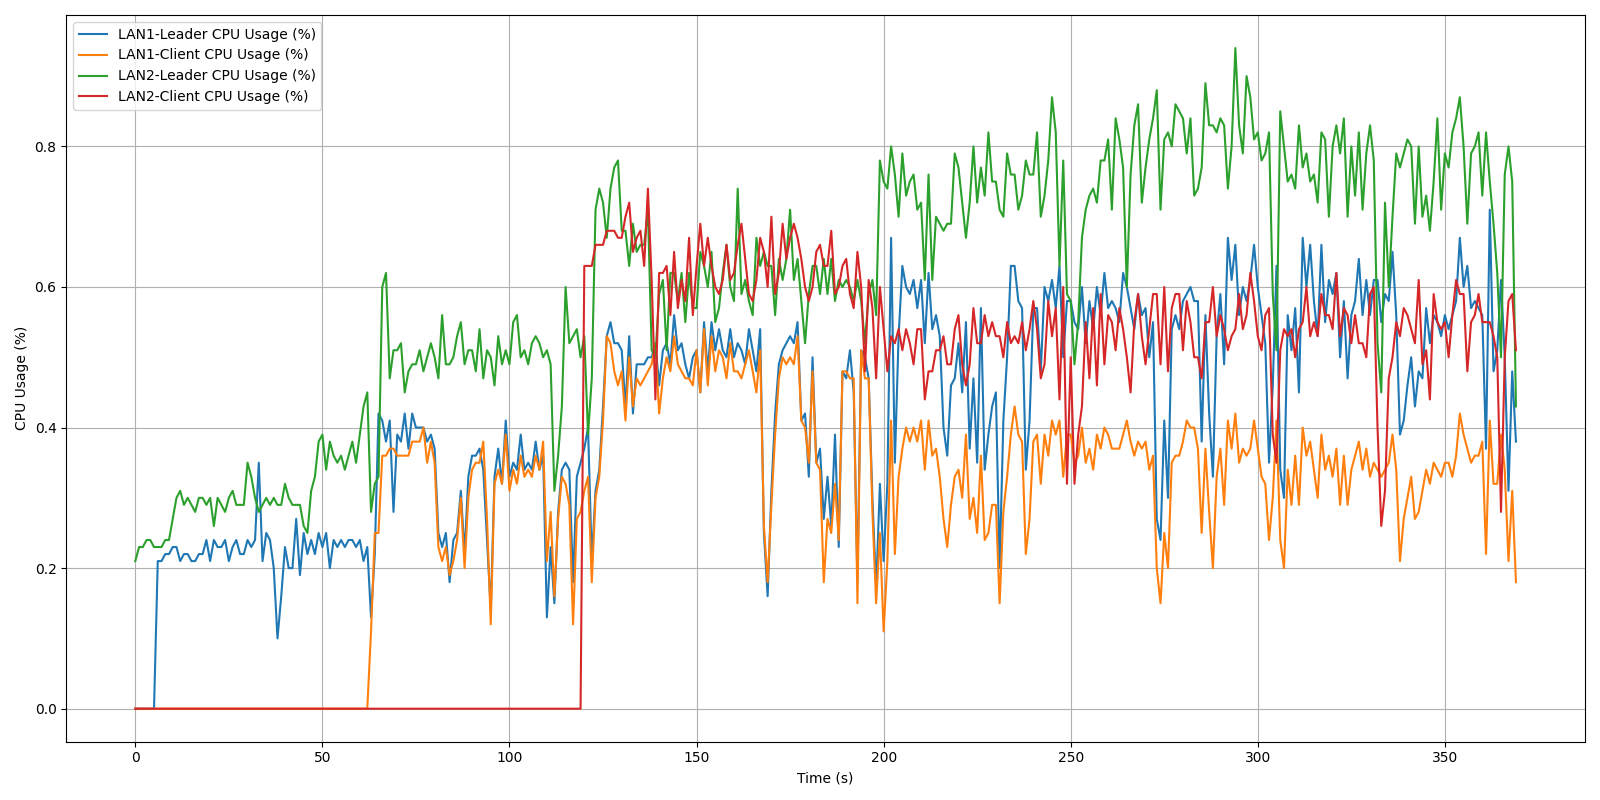 LAN1-Leader CPU Usage (%)
LAN1-Client CPU Usage (%)
LAN2-Leader CPU Usage (%)
LAN2-Client CPU Usage (%)
CPU Usage (%)
0.8
0.6
0.4
0.2
0.0
0 50 100 150 200 250 300 350
Time (s)